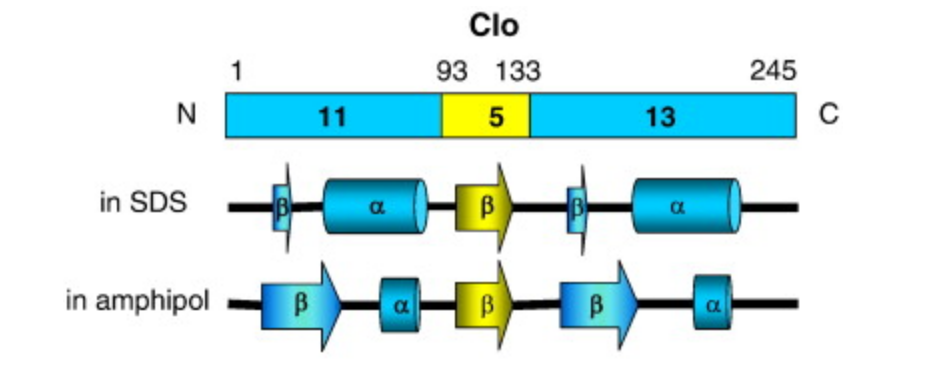 Clo
1 93 133 245
N 11 5 13 C
in SDS β α β β α
in amphipol β α β β α